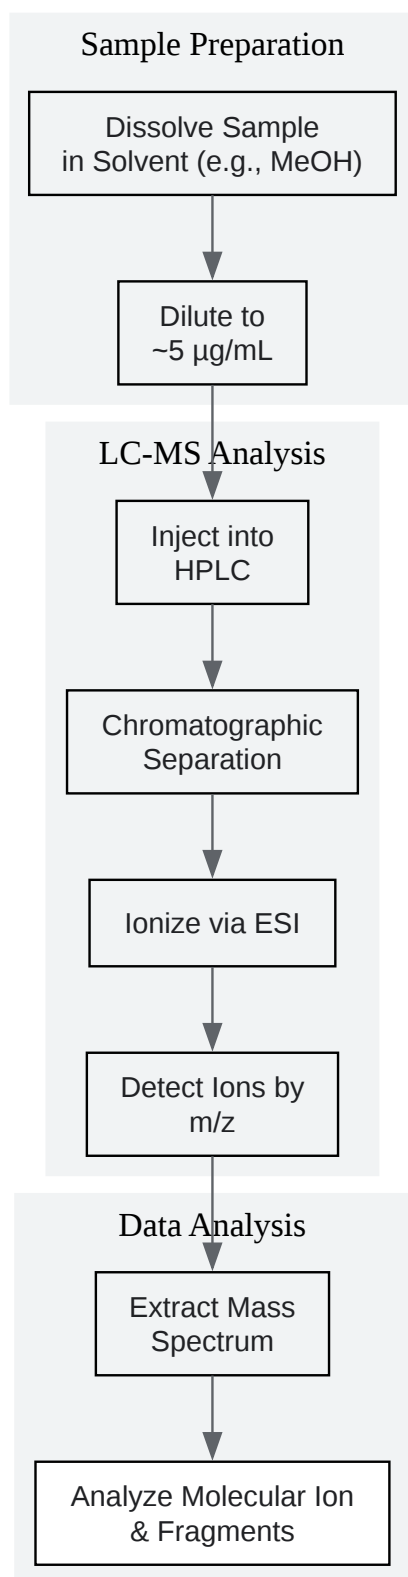 Sample Preparation
Dissolve Sample
in Solvent (e.g., MeOH)
Dilute to
~5 µg/mL
LC-MS Analysis
Inject into
HPLC
Chromatographic
Separation
Ionize via ESI
Detect Ions by
m/z
Data Analysis
Extract Mass
Spectrum
Analyze Molecular Ion
& Fragments